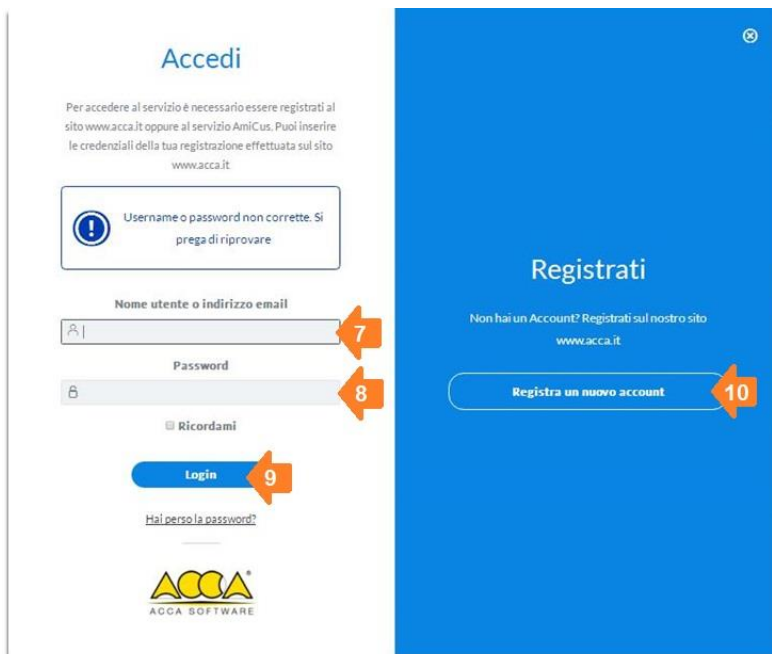 Accedi
Per accedere al servizio è necessario essere registrati al
sito www.acca.it oppure al servizio AmiCus. Puoi inserire
le credenziali della tua registrazione effettuata sul sito
www.acca.it
Username o password non corrette. Si
prega di riprovare
Nome utente o indirizzo email
7
Password
8
Ricordami
Login
9
Hai perso la password?
ACCA
ACCA SOFTWARE
Registrati
Non hai un Account? Registrati sul nostro sito
www.acca.it
Registra un nuovo account
10